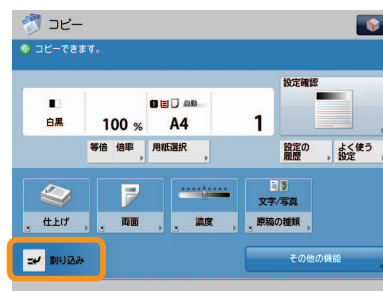 コピー
コピーできます。
設定確認
1 自動
白黒
100 %
A4
1
等倍
倍率
用紙選択
設定の
履歴
よく使う
設定
仕上げ
両面
濃度
文字/写真
原稿の種類
割り込み
その他の機能